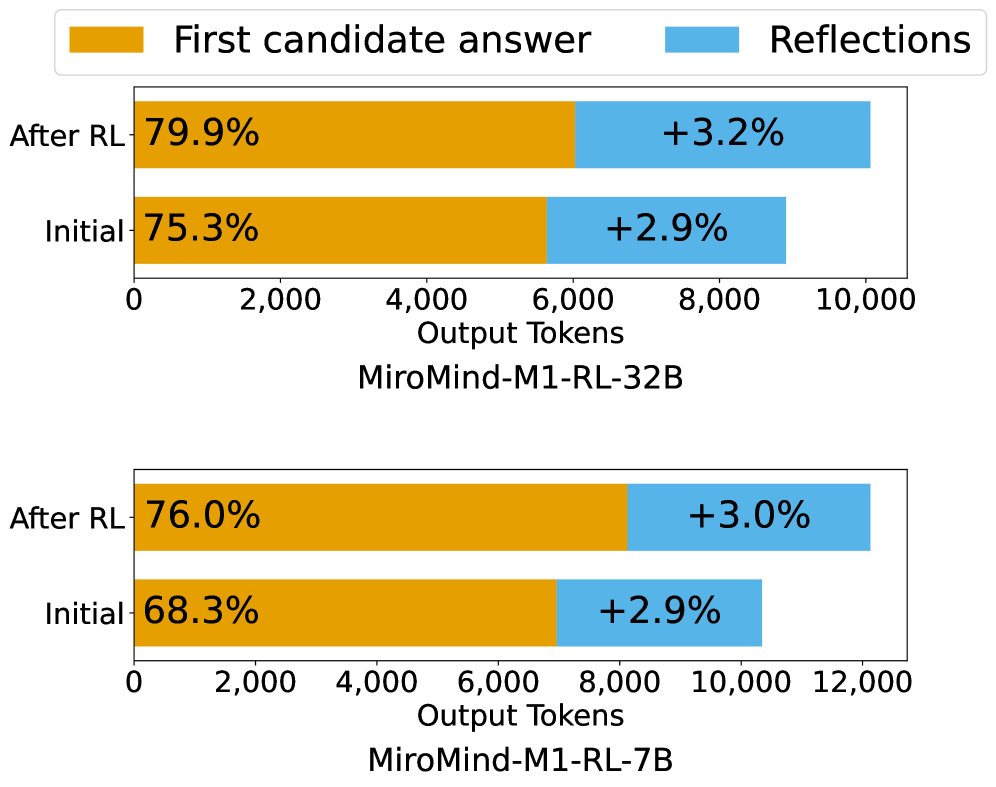 First candidate answer Reflections
After RL 79.9% +3.2%
Initial 75.3% +2.9%
0 2,000 4,000 6,000 8,000 10,000
Output Tokens
MiroMind-M1-RL-32B
After RL 76.0% +3.0%
Initial 68.3% +2.9%
0 2,000 4,000 6,000 8,000 10,000 12,000
Output Tokens
MiroMind-M1-RL-7B